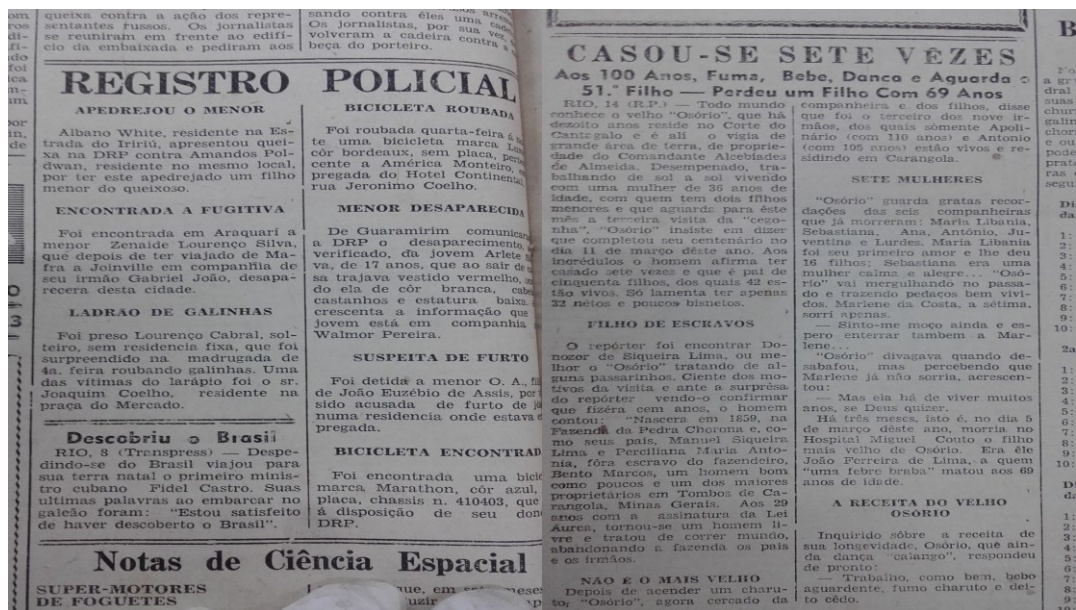 queixa contra a ação dos repre-
sentantes russos. Os jornalistas
se reuniram em frente ao edifí-
cio da embaixada e pediram aos
sando contra êles uma
Os jornalistas, por sua vez,
volveram a cadeira contra a
beça do porteiro.
REGISTRO POLICIAL
APEDREJOU O MENOR
Albano White, residente na Es-
trada do Iririú, apresentou quei-
xa na DRP contra Amandos Pol-
dwan, residente no mesmo local,
por ter este apedrejado um filho
menor do queixoso.
ENCONTRADA A FUGITIVA
Foi encontrada em Araquarí a
menor Zenaide Lourenço Silva,
que depois de ter viajado de Ma-
fra a Joinville em companhia de
seu irmão Gabriel João, desapa-
recera desta cidade.
LADRAO DE GALINHAS
Foi preso Lourenço Cabral, sol-
teiro, sem residencia fixa, que foi
surpreendido na madrugada de
4a. feira roubando galinhas. Uma
das vítimas do larápio foi o sr.
Joaquim Coelho, residente na
praça do Mercado.
Descobriu o Brasil
RIO, 8 (Transpress) — Despe-
dindo-se do Brasil viajou para
sua terra natal o primeiro minis-
tro cubano Fidel Castro. Suas
ultimas palavras ao embarcar no
galeão foram: "Estou satisfeito
de haver descoberto o Brasil".
BICICLETA ROUBADA
Foi roubada quarta-feira á
te uma bicicleta marca
côr bordeaux, sem placa,
cente a América Monteiro,
pregada do Hotel Continental,
rua Jeronimo Coelho.
MENOR DESAPARECIDA
De Guaramirim
a DRP o desaparecimento,
verificado, da jovem Arlete
va, de 17 anos, que ao sair de
sa trajava vestido vermelho,
do ela de côr branca,
castanhos e estatura baixa.
crescenta a informação que
jovem está em companhia
Walmor Pereira.
SUSPEITA DE FURTO
Foi detida a menor O. A.,
de João Euzébio de Assis, por
sido acusada de furto de
numa residencia onde estava
pregada.
BICICLETA
Foi encontrada uma
marca Marathon, côr azul,
placa, chassis n. 410403, que
á disposição de seu
DRP.
Notas de Ciência Espacial
SUPER-MOTORES
DE FOGUETES
que, em
CASOU-SE SETE VÊZES
Aos 100 Anos, Fuma, Bebe, Danca e Aguarda o
51.º Filho — Perdeu um Filho Com 69 Anos
RIO, 14 (R.P.) — Todo mundo
conhece o velho "Osório", que há
dezoito anos reside no Corte do
Cantagalo e é ali o vigia de
grande área de terra, de proprie-
dade do Comandante Alcebíades
de Almeida. Desempenado, tra-
balhando de sol a sol vivendo
com uma mulher de 36 anos de
idade, com quem tem dois filhos
menores e que aguarda para êste
mês a terceira visita da "cego-
nha", "Osório" insiste em dizer
que completou seu centenário no
dia 11 de março dêste ano. Aos
incrédulos o homem afirma ter
casado sete vezes e que é pai de
cinquenta filhos, dos quais 42 es-
tão vivos. Só lamenta ter apenas
32 netos e poucos bisnetos.
FILHO DE ESCRAVOS
O repórter foi encontrar Do-
nozor de Siqueira Lima, ou me-
lhor o "Osório" tratando de al-
guns passarinhos. Ciente dos mo-
tivos da visita e ante a surprêsa
do repórter vendo-o confirmar
que fizéra cem anos, o homem
contou: "Nascera em 1859, na
Fazenda da Pedra Chorona e, co-
mo seus pais, Manuel Siqueira
Lima e Perciliana Maria Anto-
nia, fôra escravo do fazendeiro,
Bento Marcos, um homem bom
como poucos e um dos maiores
proprietários em Tombos de Ca-
rangola, Minas Gerais. Aos 29
anos com a assinatura da Lei
Aurea, tornou-se um homem li-
vre e tratou de correr mundo,
abandonando a fazenda os pais
e os irmãos.
NÃO É O MAIS VELHO
Depois de acender um charu-
to, "Osório", agora cercado da
companheira e dos filhos, disse
que foi o terceiro dos nove ir-
mãos, dos quais sòmente Apoli-
nário (com 110 anos) e Antonio
(com 105 anos) estão vivos e re-
sidindo em Carangola.
SETE MULHERES
"Osório" guarda gratas recor-
dações das seis companheiras
que já morreram: Maria Libania,
Sebastiana, Ana, Antônio, Ju-
ventina e Lurdes. Maria Libania
foi seu primeiro amor e lhe deu
16 filhos; Sebastiana era uma
mulher calma e alegre... "Osó-
rio" vai mergulhando no passa-
do e trazendo pedaços bem vivi-
dos. Marlene da Costa, a sétima,
sorri apenas.
— Sinto-me moço ainda e es-
pero enterrar tambem a Mar-
lene...
"Osório" divagava quando de-
sabafou, mas percebendo que
Marlene já não sorria, acrescen-
tou:
— Mas ela há de viver muitos
anos, se Deus quizer.
Há três meses, isto é, no dia 5
de março dêste ano, morria no
Hospital Miguel Couto o filho
mais velho de Osório. Era êle
João Ferreira de Lima, a quem
"uma febre braba" matou aos 69
anos de idade.
A RECEITA DO VELHO
OSÓRIO
Inquirido sôbre a receita de
sua longevidade, Osório, que ain-
da dança "calango", respondeu
de pronto:
— Trabalho, como bem, bebo
aguardente, fumo charuto e dei-
to cêdo.